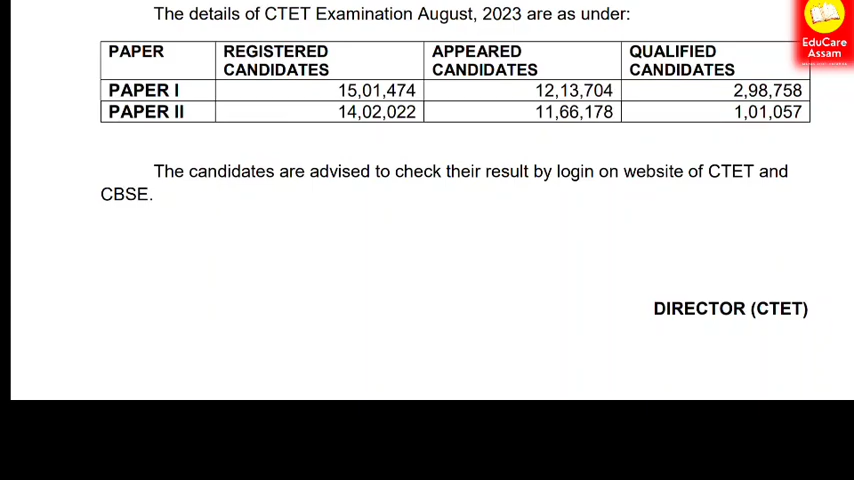 The details of CTET Examination August, 2023 are as under:
EduCare
Assam
PAPER REGISTERED CANDIDATES APPEARED CANDIDATES QUALIFIED CANDIDATES
PAPER I 15,01,474 12,13,704 2,98,758
PAPER II 14,02,022 11,66,178 1,01,057
The candidates are advised to check their result by login on website of CTET and
CBSE.
DIRECTOR (CTET)